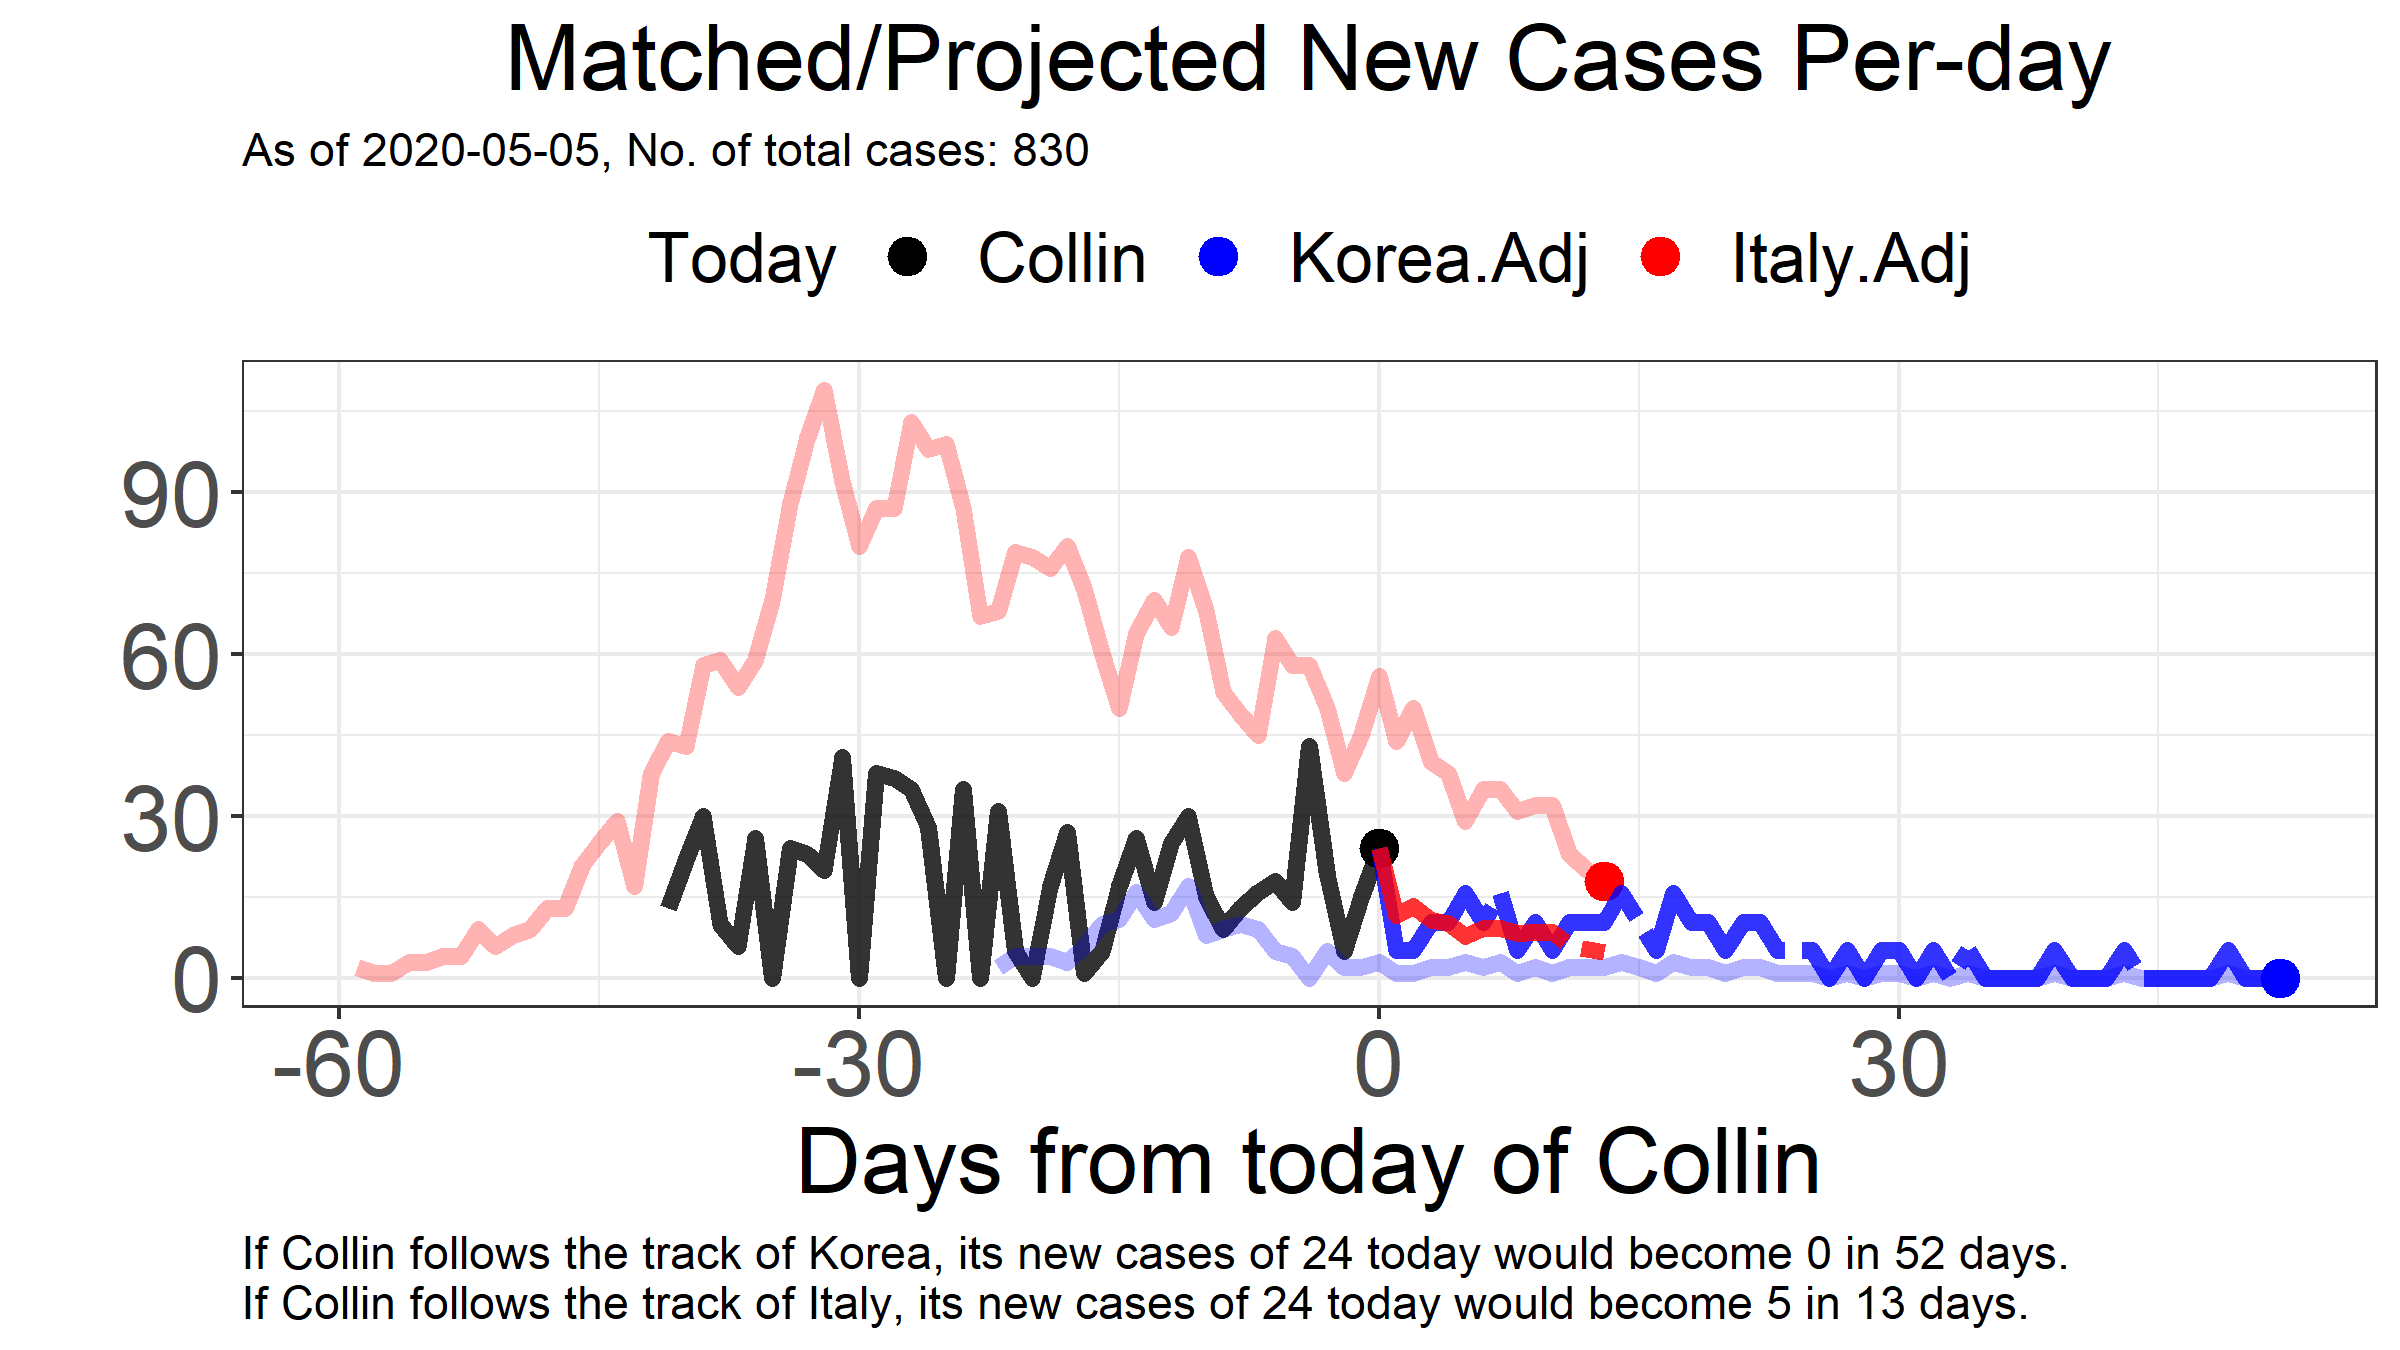 Matched/Projected New Cases Per-day
As of 2020-05-05, No. of total cases: 830
Today Collin Korea.Adj Italy.Adj
90
60
30
0
-60 -30 0 30
Days from today of Collin
If Collin follows the track of Korea, its new cases of 24 today would become 0 in 52 days.
If Collin follows the track of Italy, its new cases of 24 today would become 5 in 13 days.